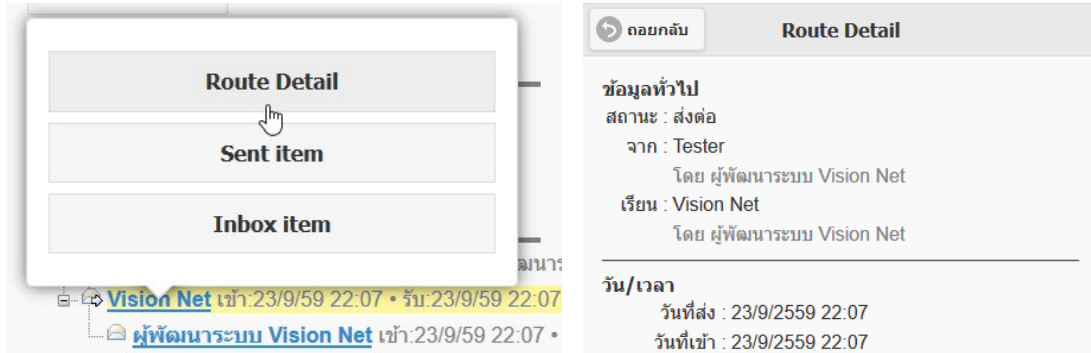 Route Detail
Sent item
Inbox item
Vision Net เข้า:23/9/59 22:07 • รับ:23/9/59 22:07
ผู้พัฒนาระบบ Vision Net เข้า:23/9/59 22:07 •
ถอยกลับ
Route Detail
ข้อมูลทั่วไป
สถานะ : ส่งต่อ
จาก : Tester
โดย ผู้พัฒนาระบบ Vision Net
เรียน : Vision Net
โดย ผู้พัฒนาระบบ Vision Net
วัน/เวลา
วันที่ส่ง : 23/9/2559 22:07
วันที่เข้า : 23/9/2559 22:07